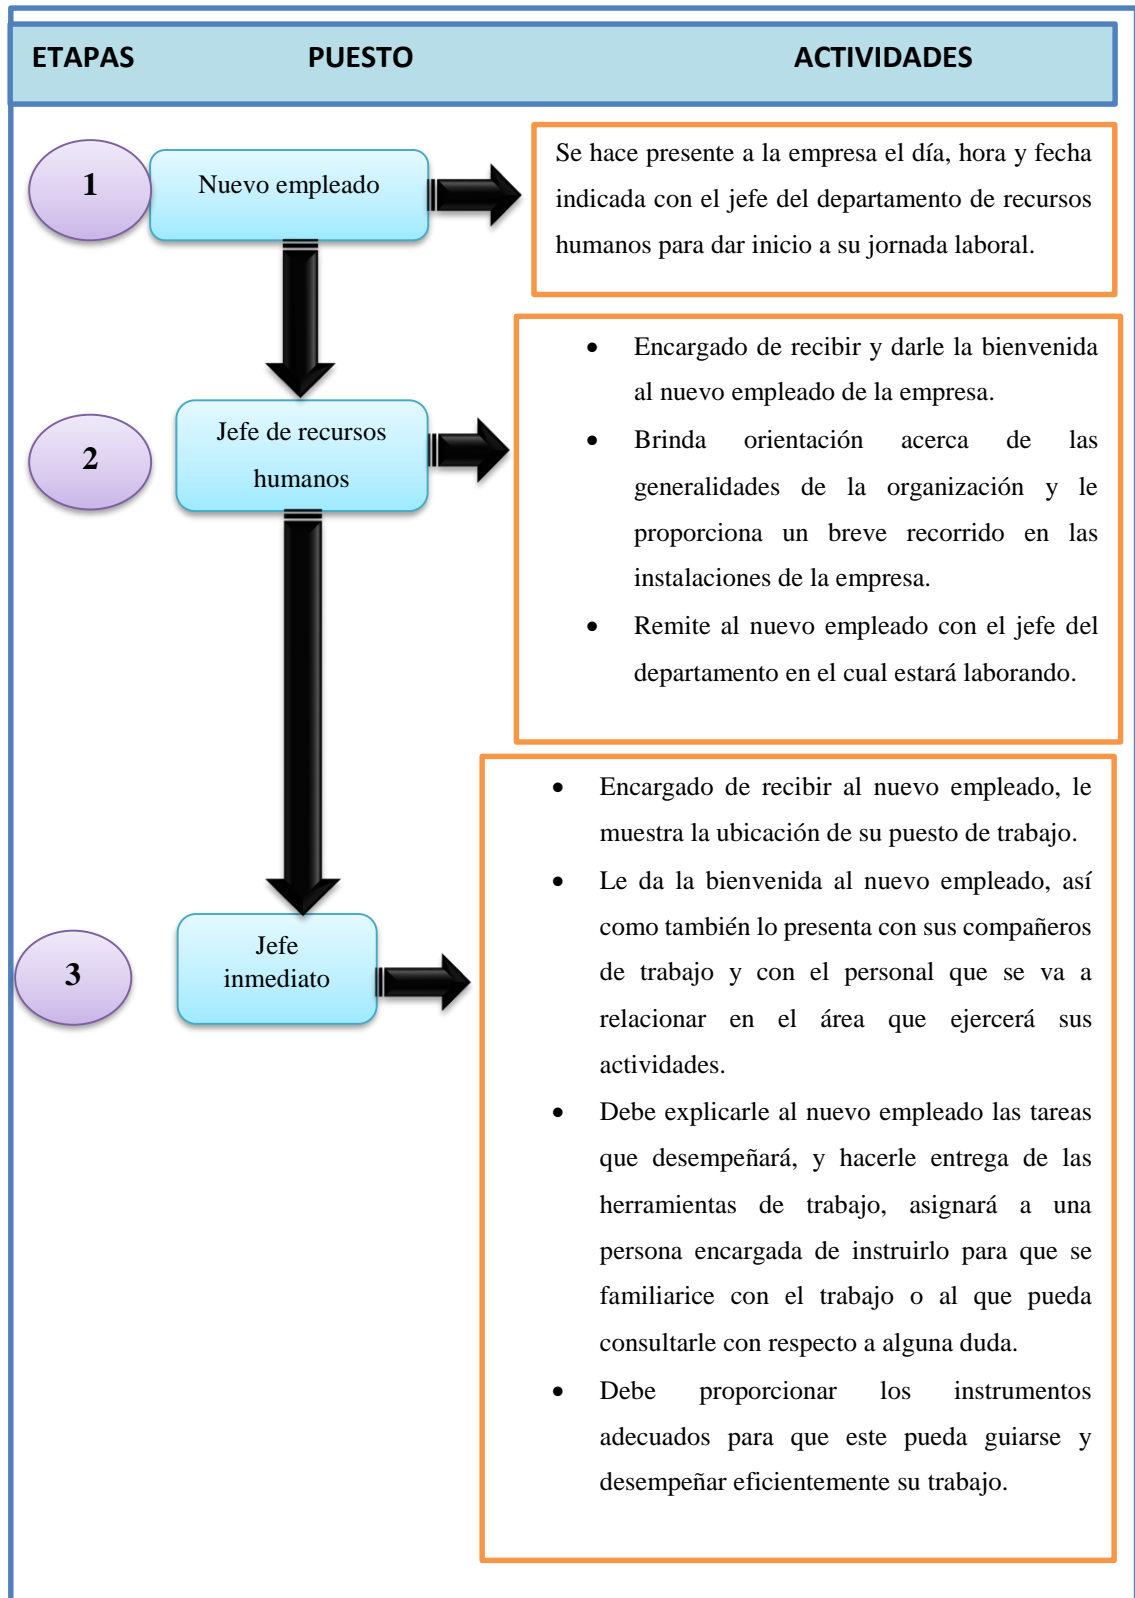 ETAPAS PUESTO ACTIVIDADES
1
Nuevo empleado
Se hace presente a la empresa el día, hora y fecha
indicada con el jefe del departamento de recursos
humanos para dar inicio a su jornada laboral.
2
Jefe de recursos
humanos
• Encargado de recibir y darle la bienvenida
al nuevo empleado de la empresa.
• Brinda orientación acerca de las
generalidades de la organización y le
proporciona un breve recorrido en las
instalaciones de la empresa.
• Remite al nuevo empleado con el jefe del
departamento en el cual estará laborando.
3
Jefe
inmediato
• Encargado de recibir al nuevo empleado, le
muestra la ubicación de su puesto de trabajo.
• Le da la bienvenida al nuevo empleado, así
como también lo presenta con sus compañeros
de trabajo y con el personal que se va a
relacionar en el área que ejercerá sus
actividades.
• Debe explicarle al nuevo empleado las tareas
que desempeñará, y hacerle entrega de las
herramientas de trabajo, asignará a una
persona encargada de instruirlo para que se
familiarice con el trabajo o al que pueda
consultarle con respecto a alguna duda.
• Debe proporcionar los instrumentos
adecuados para que este pueda guiarse y
desempeñar eficientemente su trabajo.